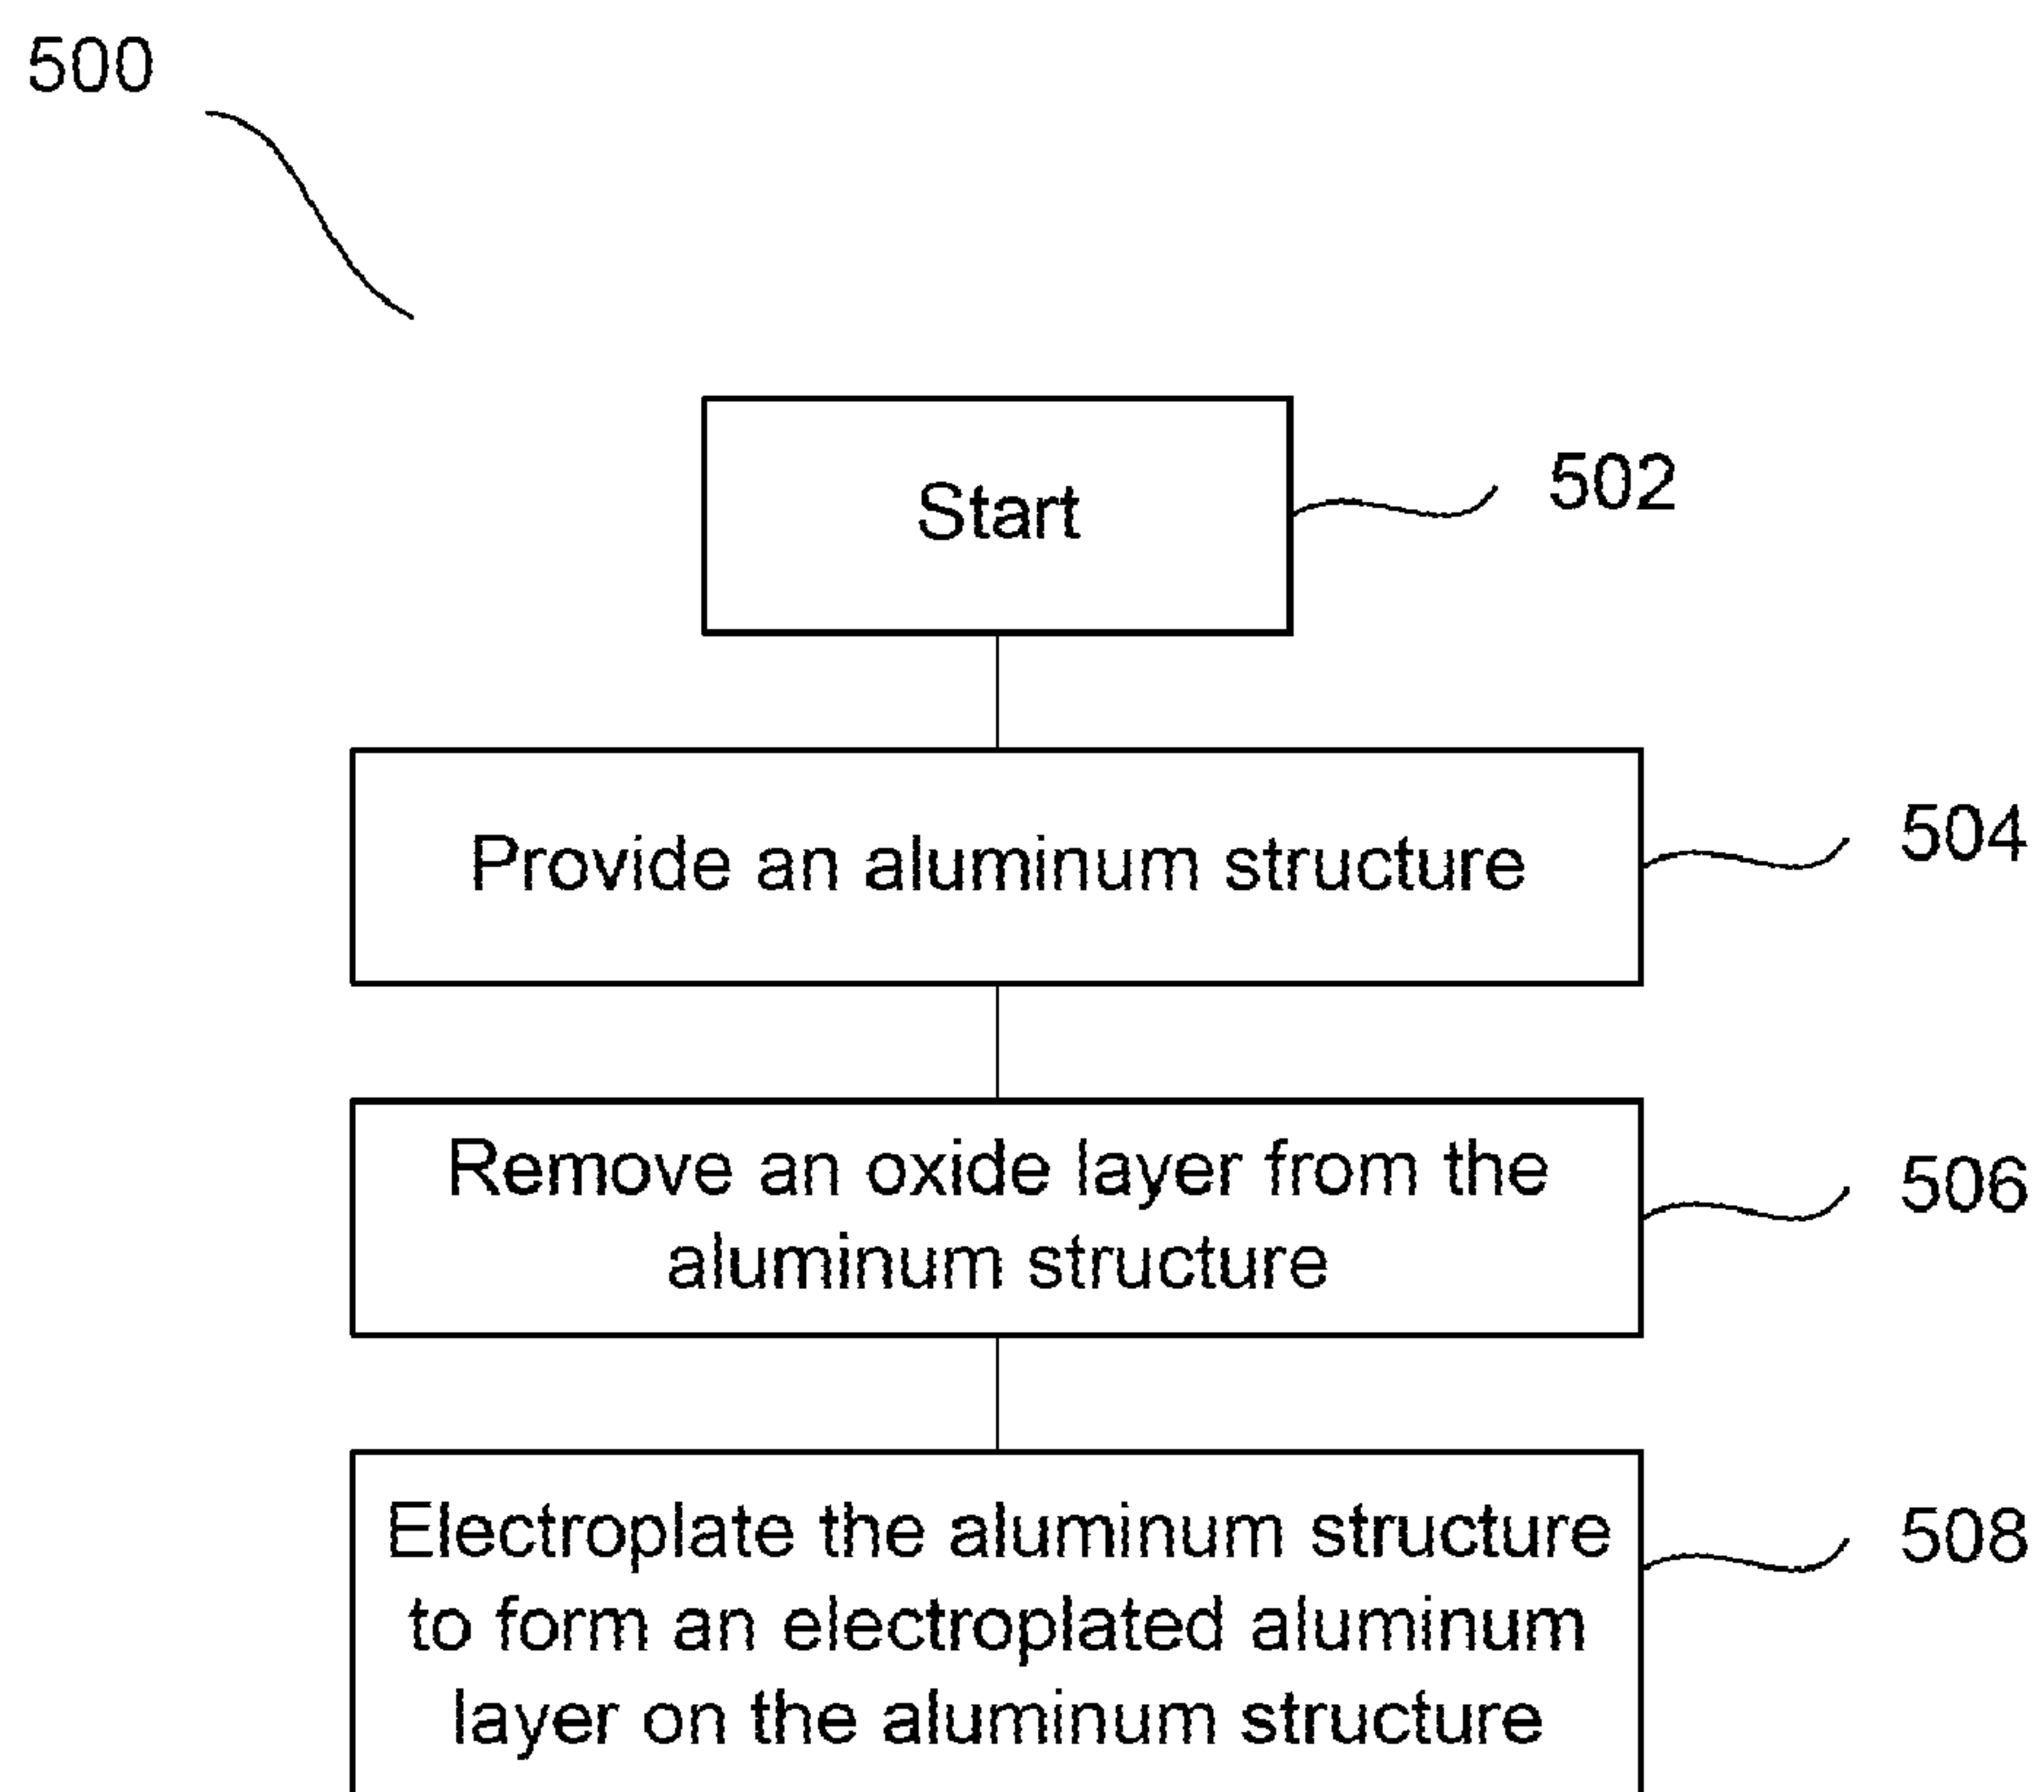 500
Start
502
Provide an aluminum structure
504
Remove an oxide layer from the
aluminum structure
506
Electroplate the aluminum structure
to form an electroplated aluminum
layer on the aluminum structure
508